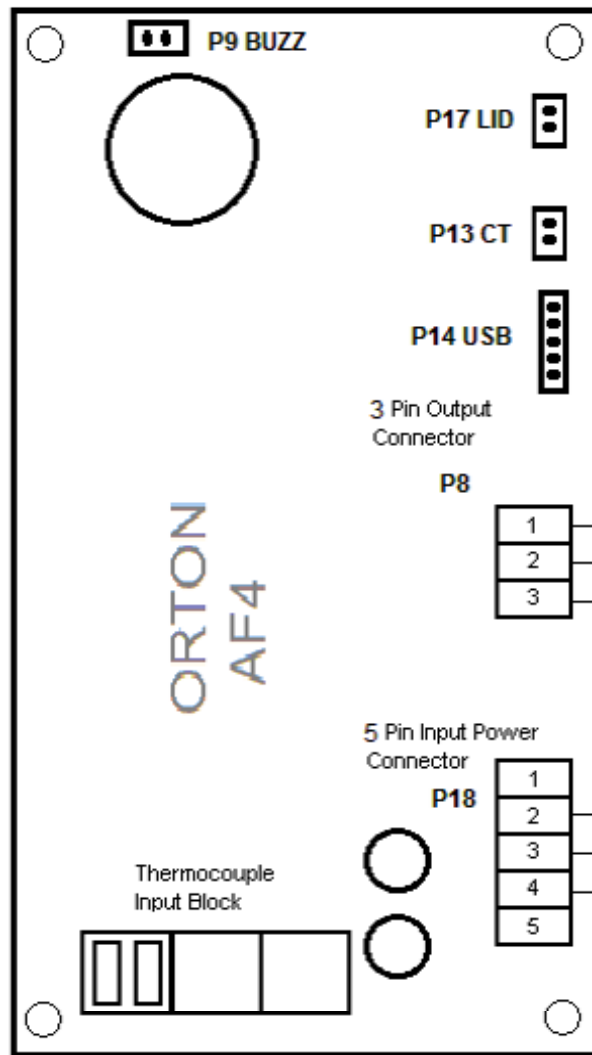 P9 BUZZ
P17 LID
P13 CT
P14 USB
3 Pin Output
Connector
P8
1
2
3
ORTON
AF4
5 Pin Input Power
Connector
P18
1
2
3
4
5
Thermocouple
Input Block